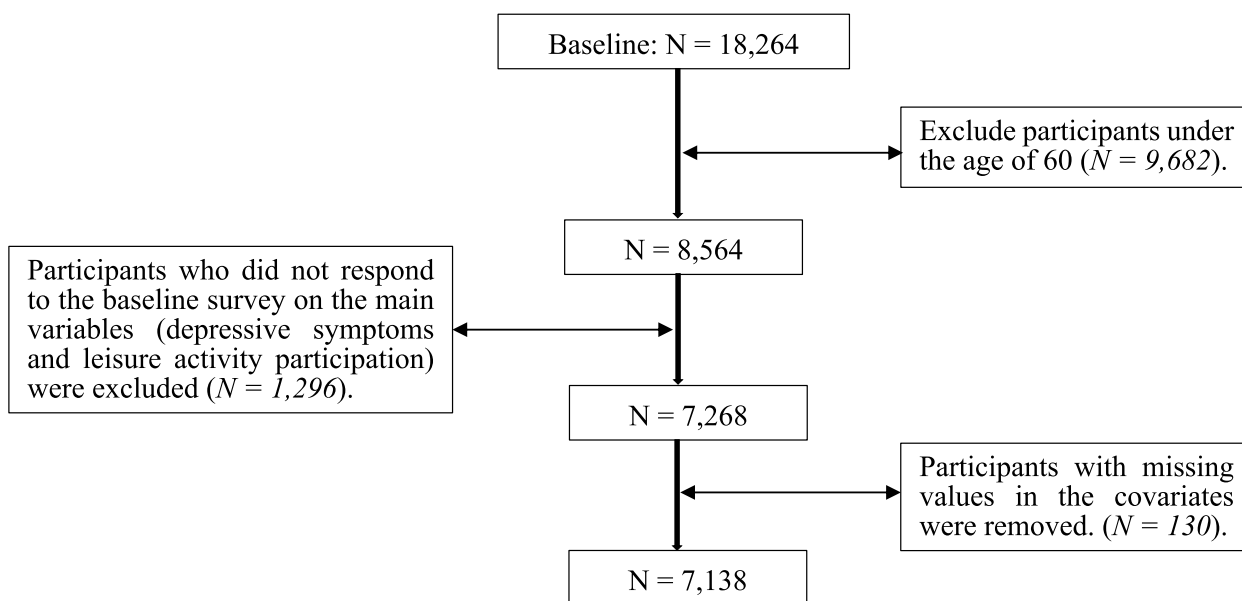 Baseline: N = 18,264
Exclude participants under
the age of 60 (N = 9,682).
N = 8,564
Participants who did not respond
to the baseline survey on the main
variables (depressive symptoms
and leisure activity participation)
were excluded (N = 1,296).
N = 7,268
Participants with missing
values in the covariates
were removed. (N = 130).
N = 7,138